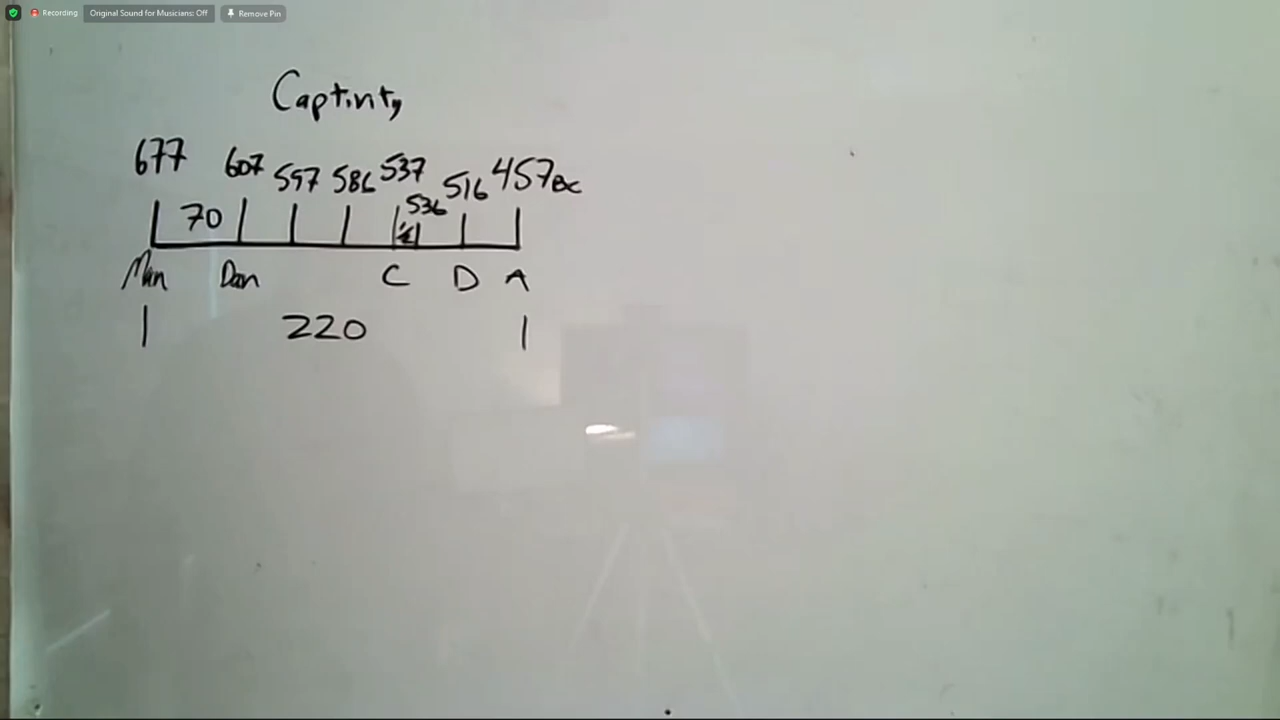 Recording Original Sound for Musicians: Off Remove Pin
Captivity
677 607 597 586 537 536 516 457BC
70
Man Dan C D A
220